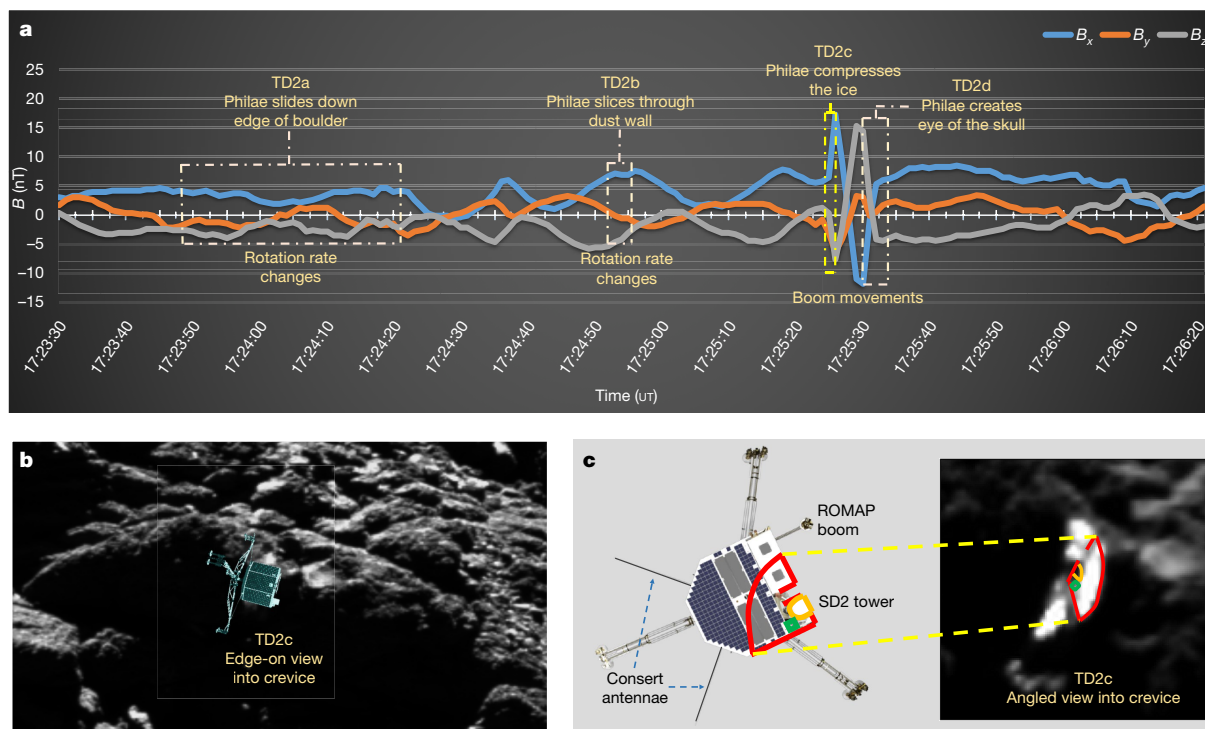 a
Bx
By
Bz
TD2c
Philae compresses
the ice
TD2a
Philae slides down
edge of boulder
TD2b
Philae slices through
dust wall
TD2d
Philae creates
eye of the skull
25
20
15
10
5
0
−5
−10
−15
B (nT)
Rotation rate
changes
Rotation rate
changes
Boom movements
17:23:30
17:23:40
17:23:50
17:24:00
17:24:10
17:24:20
17:24:30
17:24:40
17:24:50
17:25:00
17:25:10
17:25:20
17:25:30
17:25:40
17:25:50
17:26:00
17:26:10
17:26:20
Time (UT)
b
TD2c
Edge-on view
into crevice
c
ROMAP
boom
SD2 tower
Consert
antennae
TD2c
Angled view into crevice